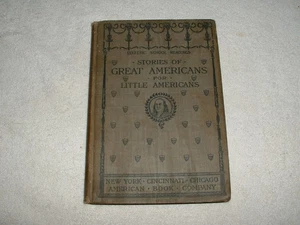 STORIES OF
GREAT AMERICANS
FOR
LITTLE AMERICANS
NEW YORK · CINCINNATI · CHICAGO
AMERICAN · BOOK · COMPANY